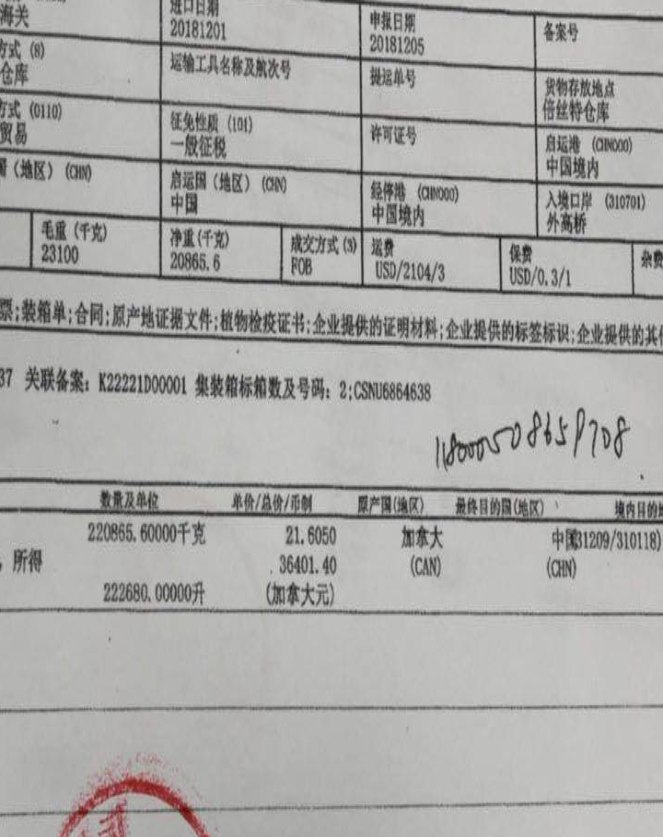 海关
进口日期
20181201
申报日期
20181205
备案号
方式 (8)
仓库
运输工具名称及航次号
提运单号
货物存放地点
倍丝特仓库
方式 (0110)
贸易
征免性质 (101)
一般征税
许可证号
启运港 (CHN000)
中国境内
(地区) (CHN)
启运国 (地区) (CHN)
中国
经停港 (CHN000)
中国境内
入境口岸 (310701)
外高桥
毛重 (千克)
23100
净重 (千克)
20865.6
成交方式 (3)
FOB
运费
USD/2104/3
保费
USD/0.3/1
杂费
票;装箱单;合同;原产地证据文件;植物检疫证书;企业提供的证明材料;企业提供的标签标识;企业提供的其
37 关联备案: K22221D00001 集装箱标箱数及号码: 2;CSNU6864638
数量及单位 单价/总价/币制 原产国(地区) 最终目的国(地区) 境内目的地
220865.60000千克 21.6050 加拿大 中国31209/310118)
, 所得 36401.40 (CAN) (CHN)
222680.00000升 (加拿大元)